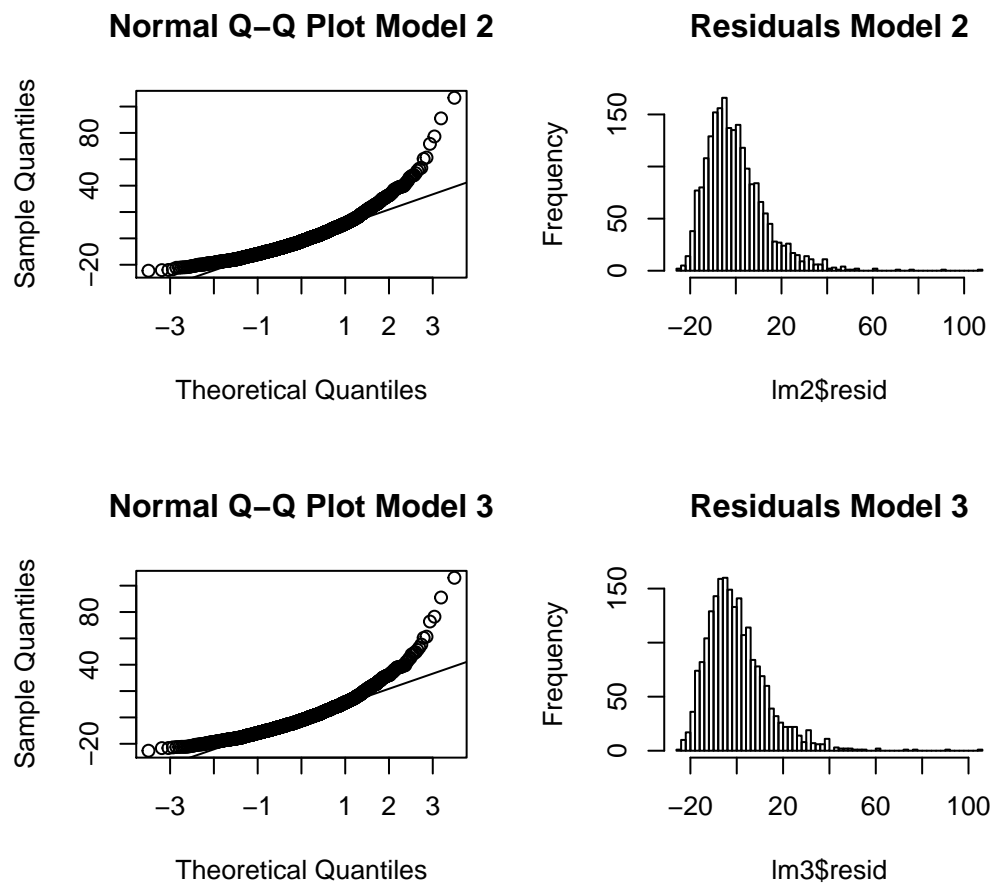 Normal Q−Q Plot Model 2
Sample Quantiles
−20 40 80
−3 −1 1 2 3
Theoretical Quantiles
Residuals Model 2
Frequency
0 50 150
−20 20 60 100
lm2$resid
Normal Q−Q Plot Model 3
Sample Quantiles
−20 40 80
−3 −1 1 2 3
Theoretical Quantiles
Residuals Model 3
Frequency
0 50 150
−20 20 60 100
lm3$resid